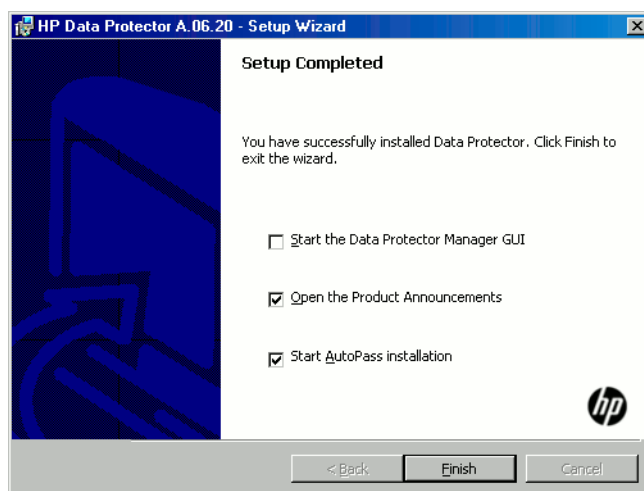 HP Data Protector A.06.20 - Setup Wizard
Setup Completed
You have successfully installed Data Protector. Click Finish to
exit the wizard.
Start the Data Protector Manager GUI
Open the Product Announcements
Start AutoPass installation
hp
< Back
Finish
Cancel